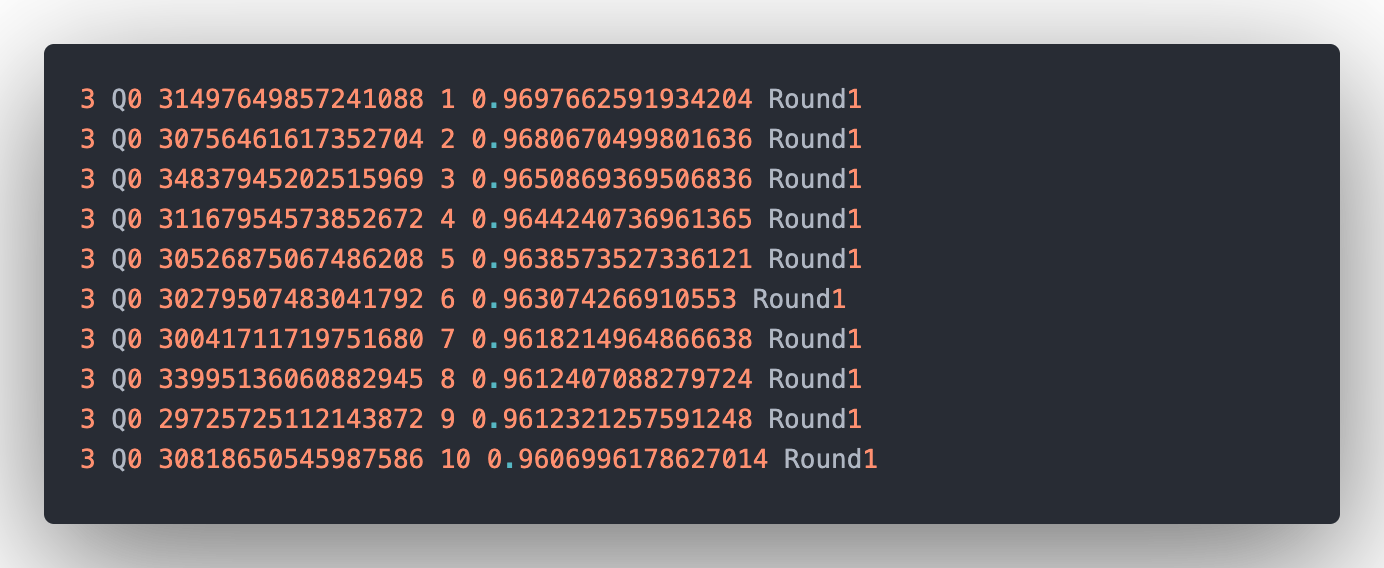 3 Q0 31497649857241088 1 0.9697662591934204 Round1
3 Q0 30756461617352704 2 0.9680670499801636 Round1
3 Q0 34837945202515969 3 0.9650869369506836 Round1
3 Q0 31167954573852672 4 0.9644240736961365 Round1
3 Q0 30526875067486208 5 0.9638573527336121 Round1
3 Q0 30279507483041792 6 0.963074266910553 Round1
3 Q0 30041711719751680 7 0.9618214964866638 Round1
3 Q0 33995136060882945 8 0.9612407088279724 Round1
3 Q0 29725725112143872 9 0.9612321257591248 Round1
3 Q0 30818650545987586 10 0.9606996178627014 Round1